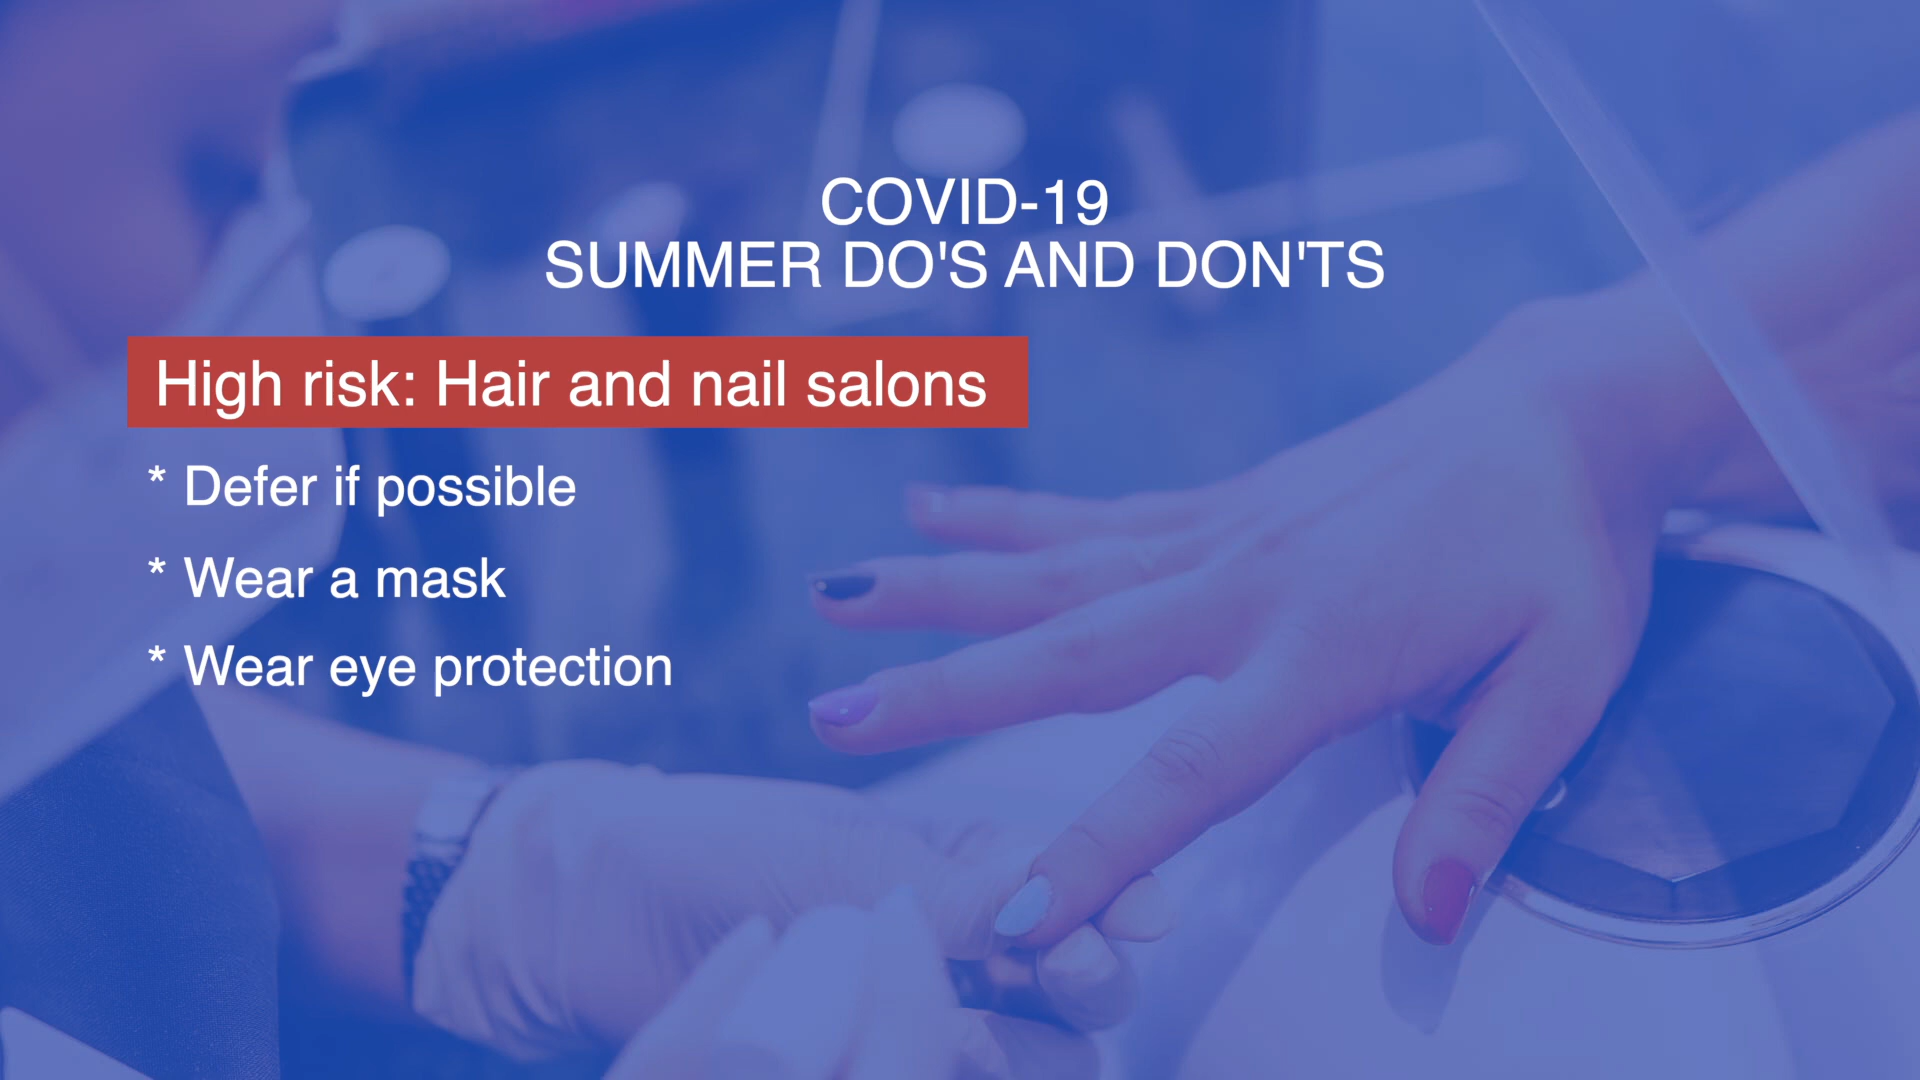 COVID-19
SUMMER DO'S AND DON'TS
High risk: Hair and nail salons
* Defer if possible
* Wear a mask
* Wear eye protection